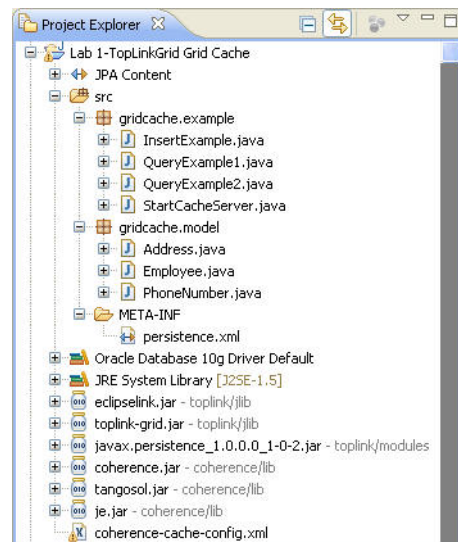 Project Explorer
Lab 1-TopLinkGrid Grid Cache
JPA Content
src
gridcache.example
InsertExample.java
QueryExample1.java
QueryExample2.java
StartCacheServer.java
gridcache.model
Address.java
Employee.java
PhoneNumber.java
META-INF
persistence.xml
Oracle Database 10g Driver Default
JRE System Library [J2SE-1.5]
eclipselink.jar - toplink/jlib
toplink-grid.jar - toplink/jlib
javax.persistence_1.0.0.0_1-0-2.jar - toplink/modules
coherence.jar - coherence/lib
tangosol.jar - coherence/lib
je.jar - coherence/lib
coherence-cache-config.xml